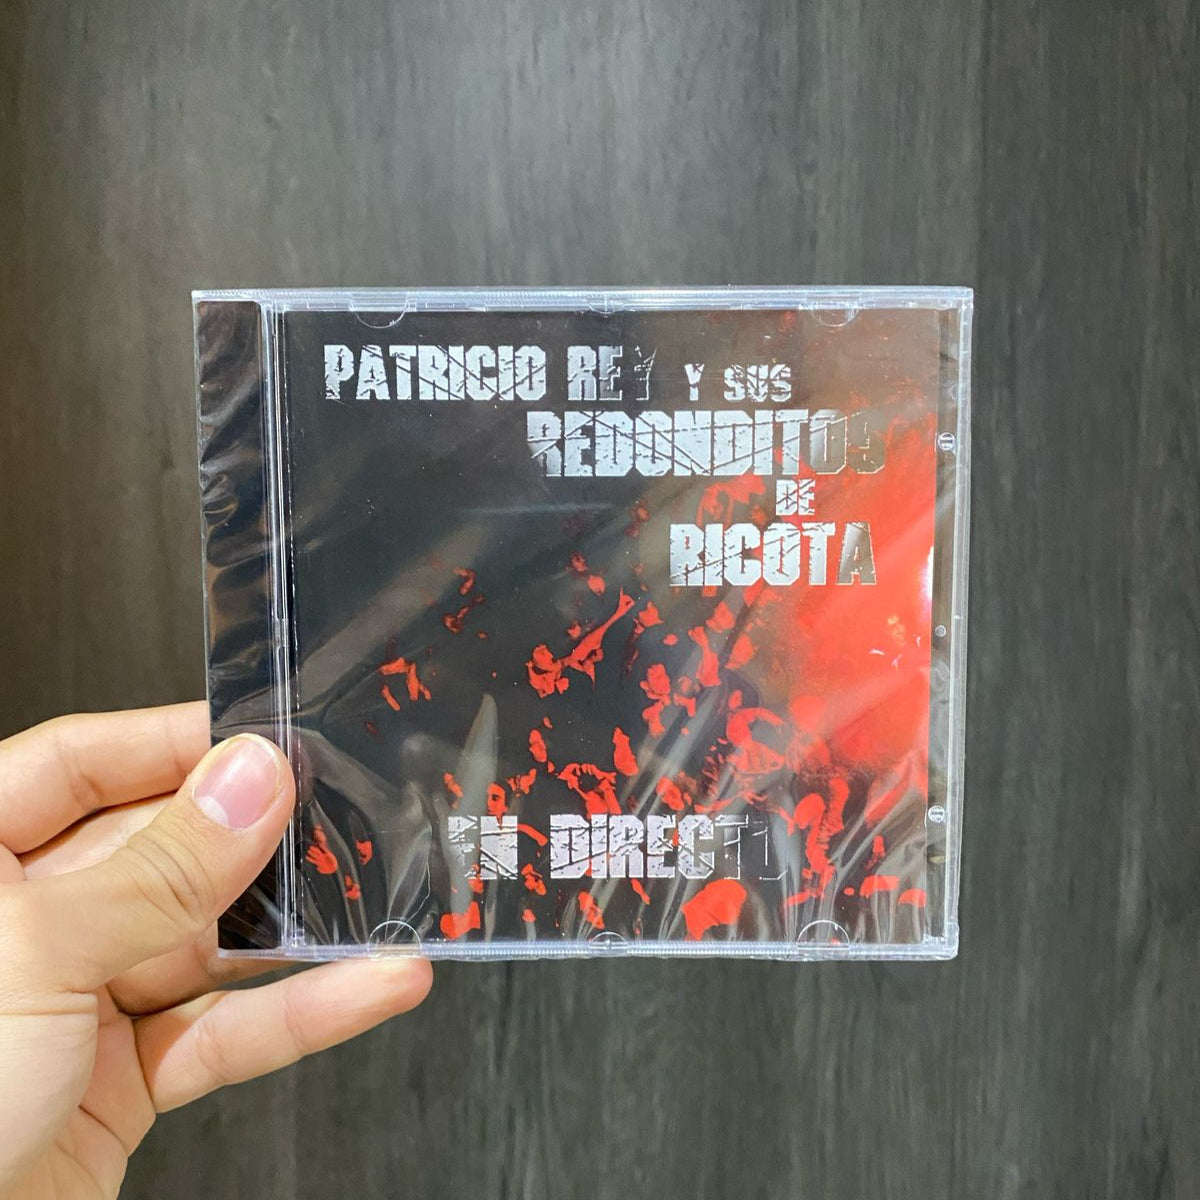 PATRICIO REY Y SUS
REDONDITOS
DE
RICOTA
EN DIRECTO